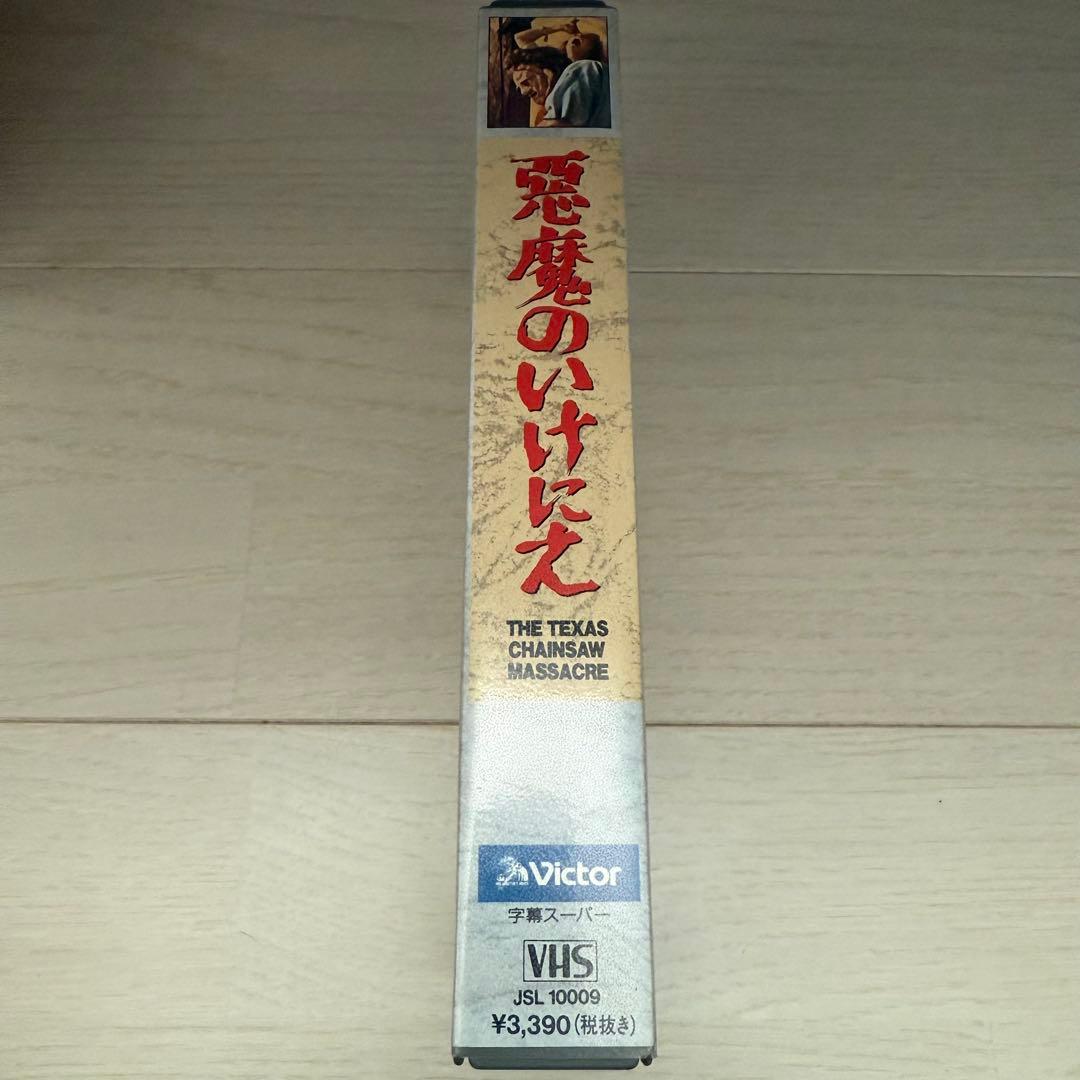 惡魔のいけにえ
THE TEXAS
CHAINSAW
MASSACRE
Victor
字幕スーパー
VHS
JSL 10009
¥3,390(税抜き)